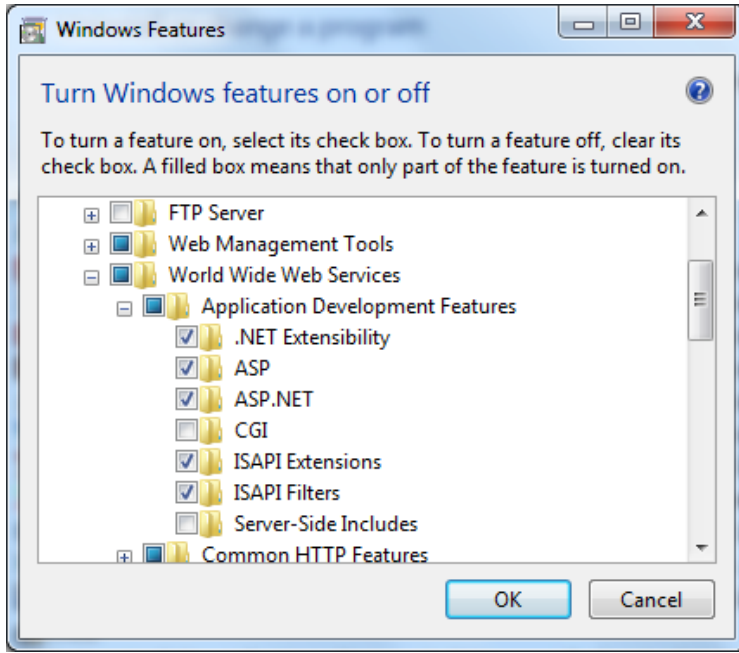 Windows Features
Turn Windows features on or off
To turn a feature on, select its check box. To turn a feature off, clear its
check box. A filled box means that only part of the feature is turned on.
FTP Server
Web Management Tools
World Wide Web Services
Application Development Features
.NET Extensibility
ASP
ASP.NET
CGI
ISAPI Extensions
ISAPI Filters
Server-Side Includes
Common HTTP Features
OK Cancel